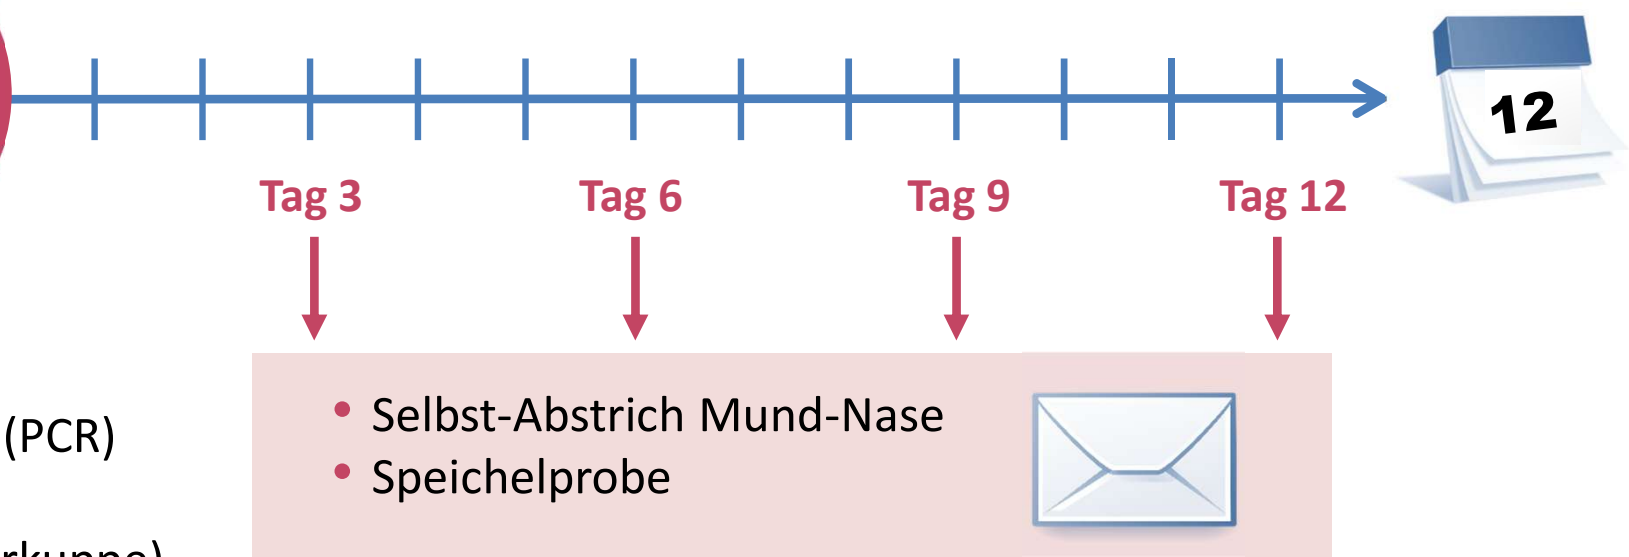 12
Tag 3 Tag 6 Tag 9 Tag 12
• Selbst-Abstrich Mund-Nase
(PCR)
• Speichelprobe